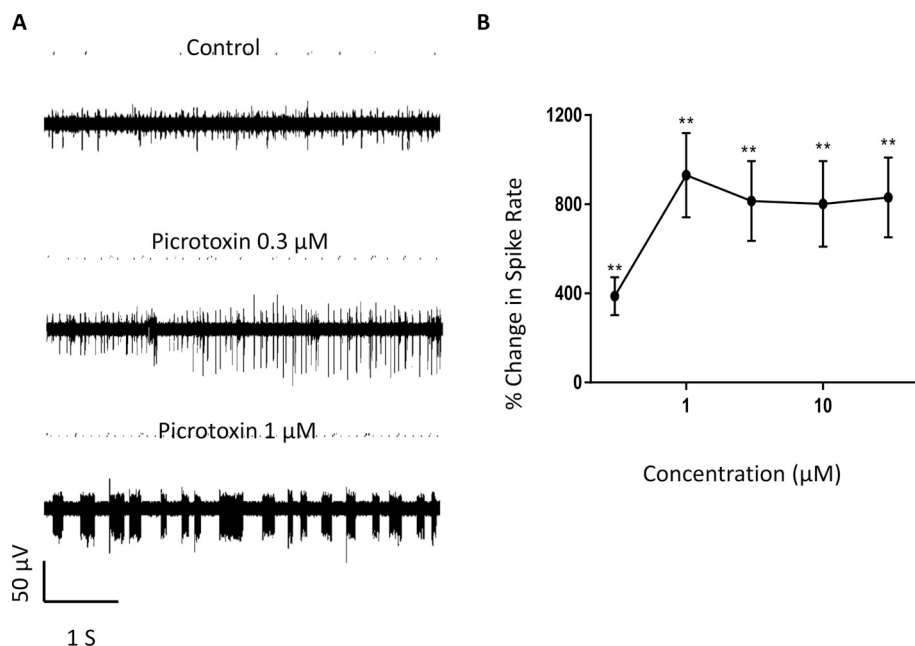 A
Control
Picrotoxin 0.3 µM
Picrotoxin 1 µM
50 µV
1 S
B
% Change in Spike Rate
1200
800
400
0
**
**
**
**
**
1
10
Concentration (µM)